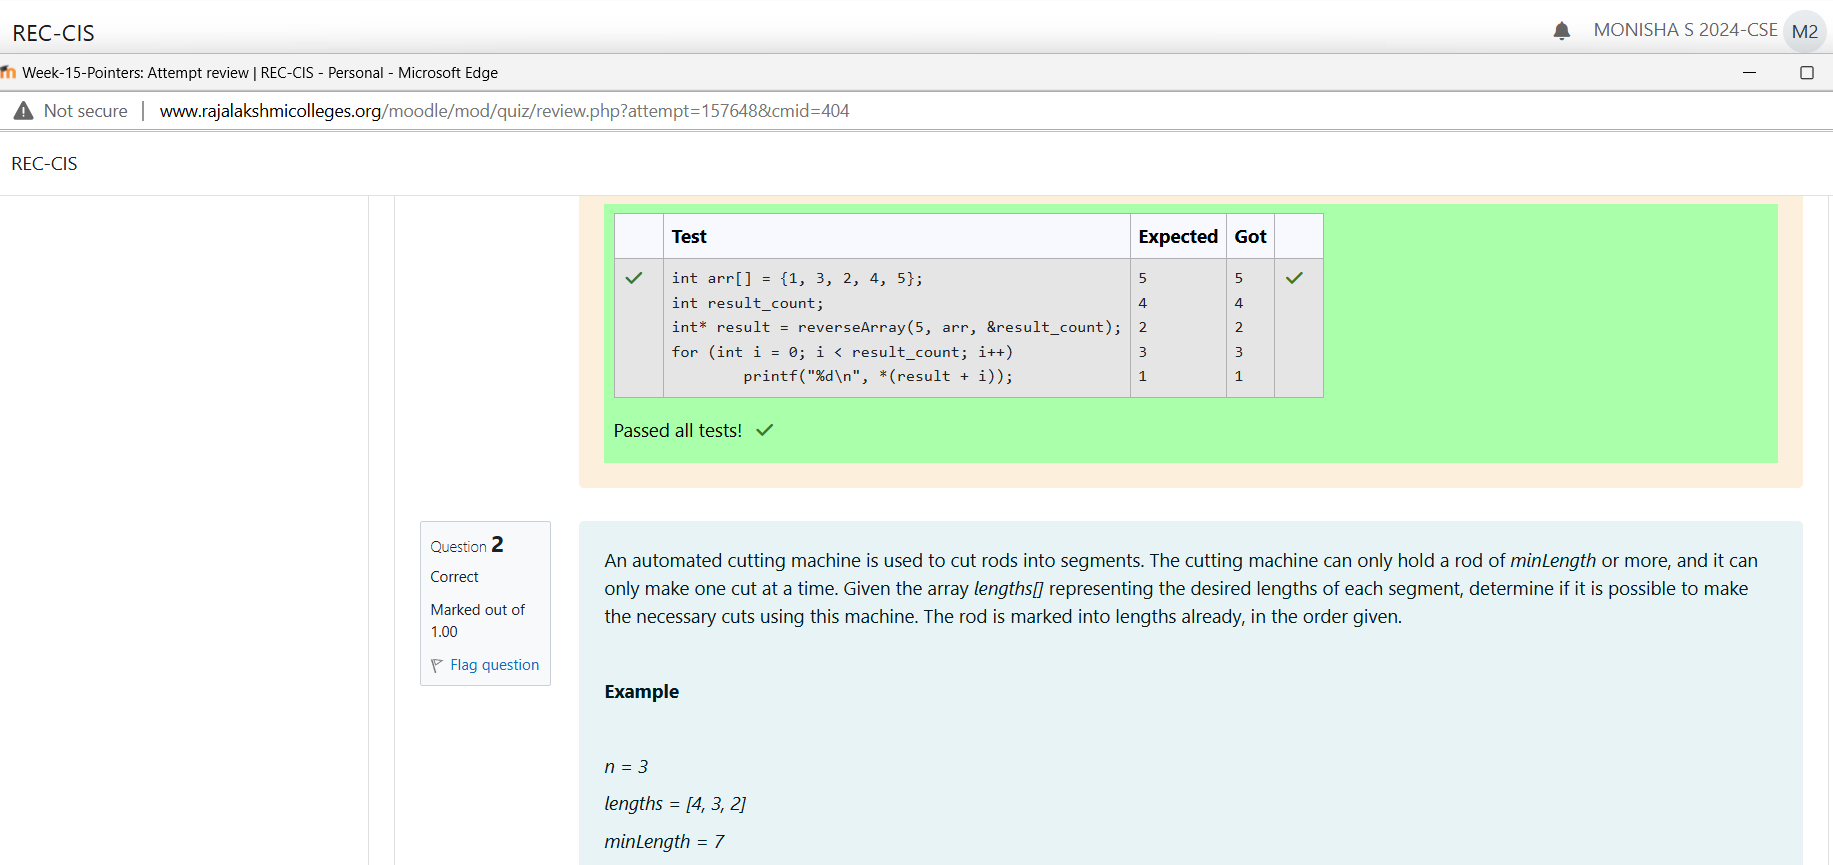 REC-CIS
MONISHA S 2024-CSE M2
Week-15-Pointers: Attempt review | REC-CIS - Personal - Microsoft Edge
Not secure | www.rajalakshmicolleges.org/moodle/mod/quiz/review.php?attempt=157648&cmid=404
REC-CIS
Test Expected Got
int arr[] = {1, 3, 2, 4, 5}; 5 5
int result_count; 4 4
int* result = reverseArray(5, arr, &result_count); 2 2
for (int i = 0; i < result_count; i++) 3 3
printf("%d\n", *(result + i)); 1 1
Passed all tests!
Question 2
Correct
Marked out of
1.00
Flag question
An automated cutting machine is used to cut rods into segments. The cutting machine can only hold a rod of minLength or more, and it can
only make one cut at a time. Given the array lengths[] representing the desired lengths of each segment, determine if it is possible to make
the necessary cuts using this machine. The rod is marked into lengths already, in the order given.
Example
n = 3
lengths = [4, 3, 2]
minLength = 7